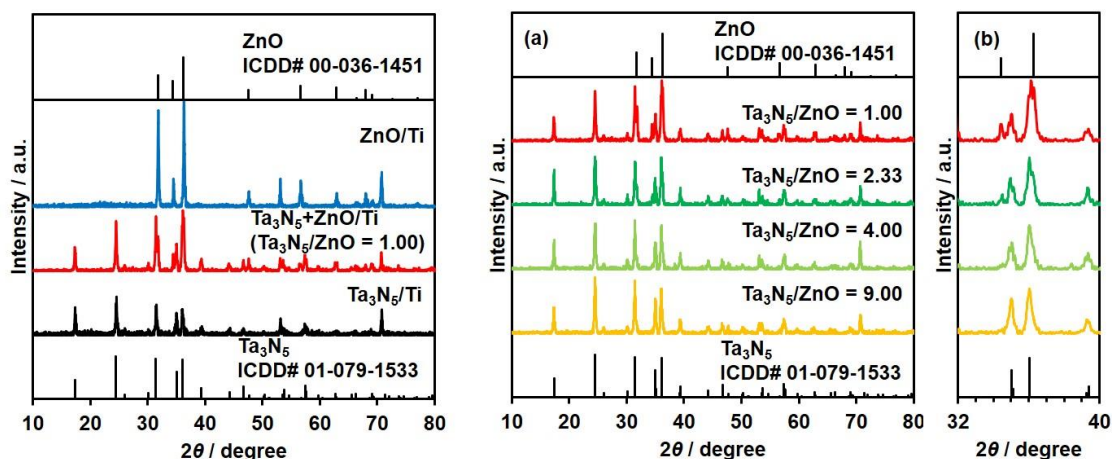 ZnO
ICDD# 00-036-1451
ZnO/Ti
Ta₃N₅+ZnO/Ti
(Ta₃N₅/ZnO = 1.00)
Ta₃N₅/Ti
Ta₃N₅
ICDD# 01-079-1533
Intensity / a.u.
10 20 30 40 50 60 70 80
2θ / degree
(a)
ZnO
ICDD# 00-036-1451
Ta₃N₅/ZnO = 1.00
Ta₃N₅/ZnO = 2.33
Ta₃N₅/ZnO = 4.00
Ta₃N₅/ZnO = 9.00
Ta₃N₅
ICDD# 01-079-1533
Intensity / a.u.
10 20 30 40 50 60 70 80
2θ / degree
(b)
Intensity / a.u.
32 40
2θ / degree